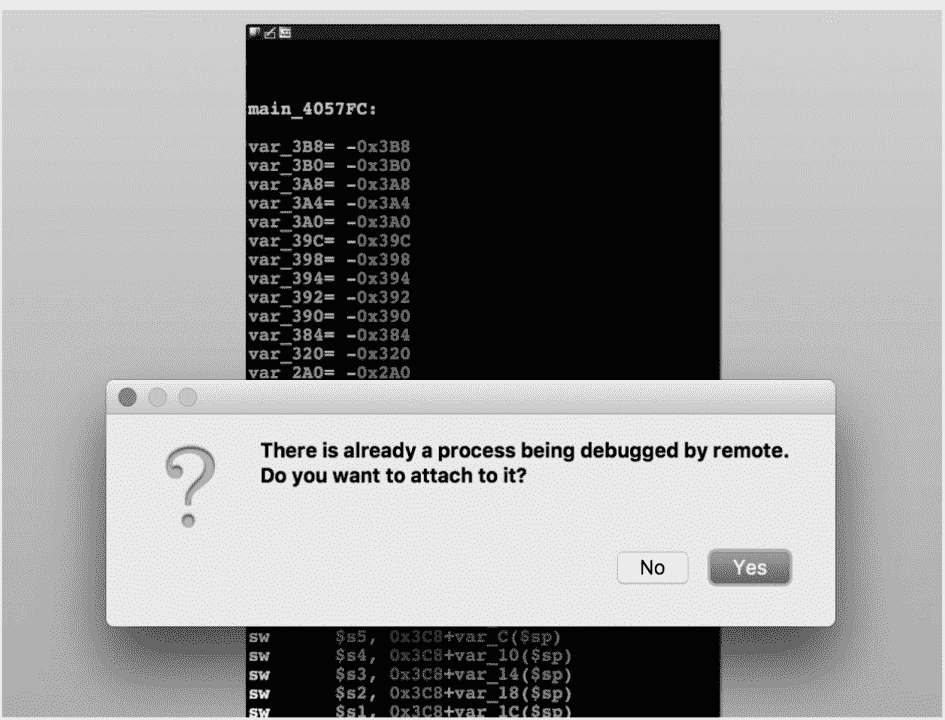 main_4057FC:
var_3B8= -0x3B8
var_3B0= -0x3B0
var_3A8= -0x3A8
var_3A4= -0x3A4
var_3A0= -0x3A0
var_39C= -0x39C
var_398= -0x398
var_394= -0x394
var_392= -0x392
var_390= -0x390
var_384= -0x384
var_320= -0x320
var_2A0= -0x2A0
There is already a process being debugged by remote.
Do you want to attach to it?
No Yes
sw $s5, 0x3C8+var_C($sp)
sw $s4, 0x3C8+var_10($sp)
sw $s3, 0x3C8+var_14($sp)
sw $s2, 0x3C8+var_18($sp)
sw $s1, 0x3C8+var_1C($sp)